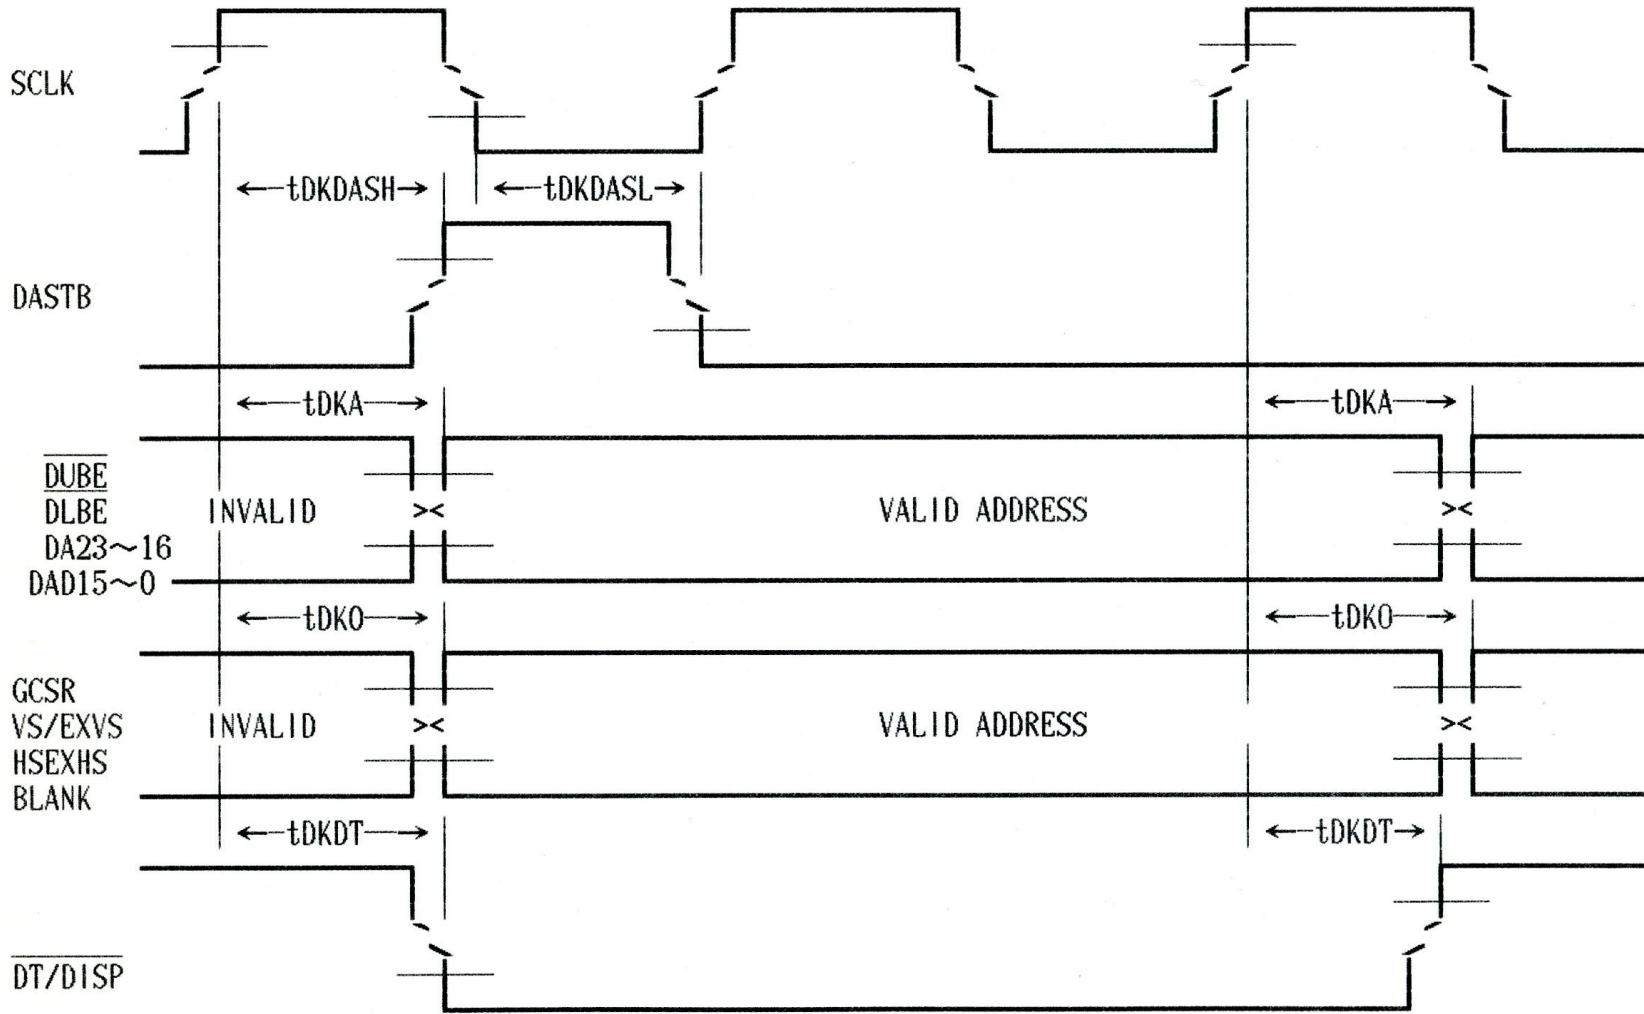 SCLK
tDKDASH
tDKDASL
DASTB
tDKA
tDKA
DUBE
DLBE
INVALID
><
VALID ADDRESS
><
DA23～16
DAD15～0
tDKO
tDKO
GCSR
VS/EXVS
INVALID
><
VALID ADDRESS
><
HSEXHS
BLANK
tDKDT
tDKDT
DT/DISP